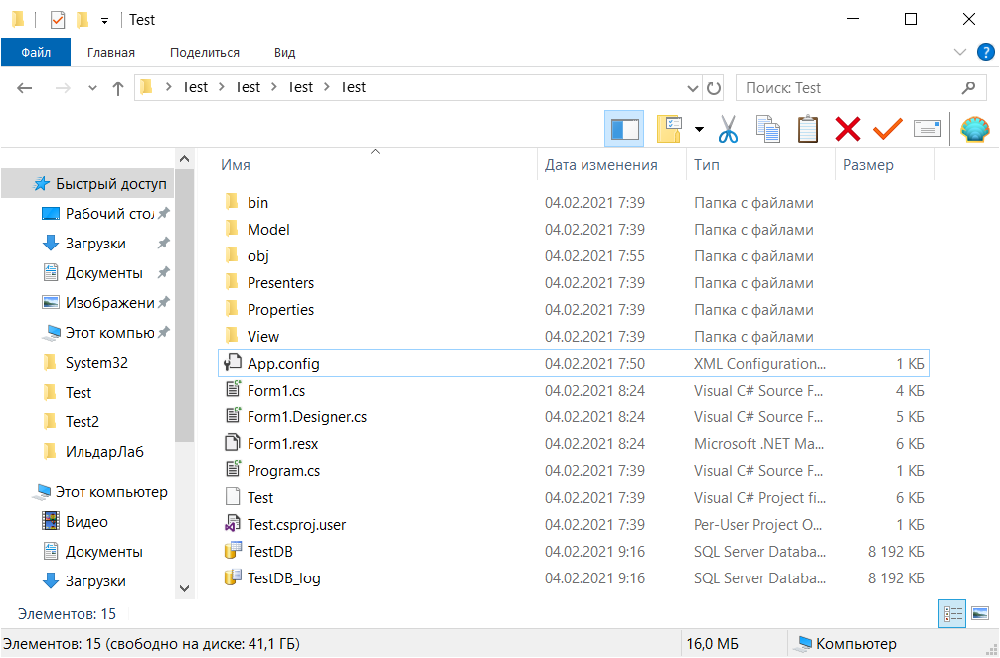 Test
Файл Главная Поделиться Вид
Test Test Test Test Поиск: Test
Имя Дата изменения Тип Размер
Быстрый доступ
Рабочий стол
Загрузки
Документы
Изображени
Этот компью
System32
Test
Test2
ИльдарЛаб
Этот компьютер
Видео
Документы
Загрузки
bin 04.02.2021 7:39 Папка с файлами
Model 04.02.2021 7:39 Папка с файлами
obj 04.02.2021 7:55 Папка с файлами
Presenters 04.02.2021 7:39 Папка с файлами
Properties 04.02.2021 7:39 Папка с файлами
View 04.02.2021 7:39 Папка с файлами
App.config 04.02.2021 7:50 XML Configuration... 1 КБ
Form1.cs 04.02.2021 8:24 Visual C# Source F... 4 КБ
Form1.Designer.cs 04.02.2021 8:24 Visual C# Source F... 5 КБ
Form1.resx 04.02.2021 8:24 Microsoft .NET Ma... 6 КБ
Program.cs 04.02.2021 7:39 Visual C# Source F... 1 КБ
Test 04.02.2021 7:39 Visual C# Project fi... 6 КБ
Test.csproj.user 04.02.2021 7:39 Per-User Project O... 1 КБ
TestDB 04.02.2021 9:16 SQL Server Databa... 8 192 КБ
TestDB_log 04.02.2021 9:16 SQL Server Databa... 8 192 КБ
Элементов: 15
Элементов: 15 (свободно на диске: 41,1 ГБ) 16,0 МБ Компьютер